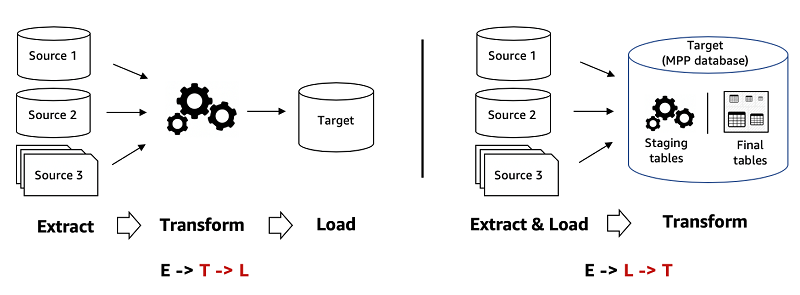 Source 1
Source 2
Source 3
Target
Extract
Transform
Load
E -> T -> L
Source 1
Source 2
Source 3
Target
(MPP database)
Staging
tables
Final
tables
Extract & Load
Transform
E -> L -> T